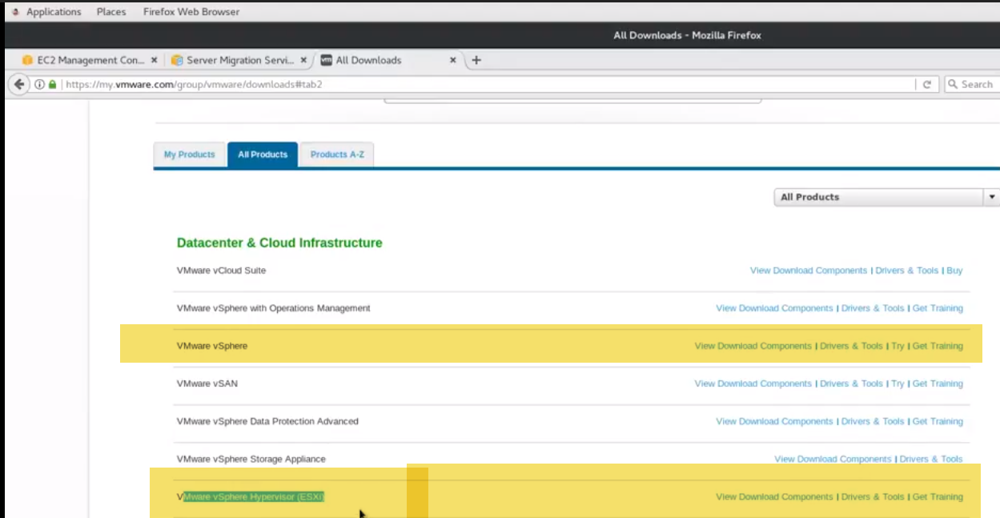 Applications Places Firefox Web Browser
All Downloads - Mozilla Firefox
EC2 Management Con... × Server Migration Servi... × vm All Downloads × +
https://my.vmware.com/group/vmware/downloads#tab2 Search
My Products All Products Products A-Z
All Products
Datacenter & Cloud Infrastructure
VMware vCloud Suite View Download Components | Drivers & Tools | Buy
VMware vSphere with Operations Management View Download Components | Drivers & Tools | Get Training
VMware vSphere View Download Components | Drivers & Tools | Try | Get Training
VMware vSAN View Download Components | Drivers & Tools | Try | Get Training
VMware vSphere Data Protection Advanced View Download Components | Drivers & Tools | Get Training
VMware vSphere Storage Appliance View Download Components | Drivers & Tools
VMware vSphere Hypervisor (ESXi) View Download Components | Drivers & Tools | Get Training